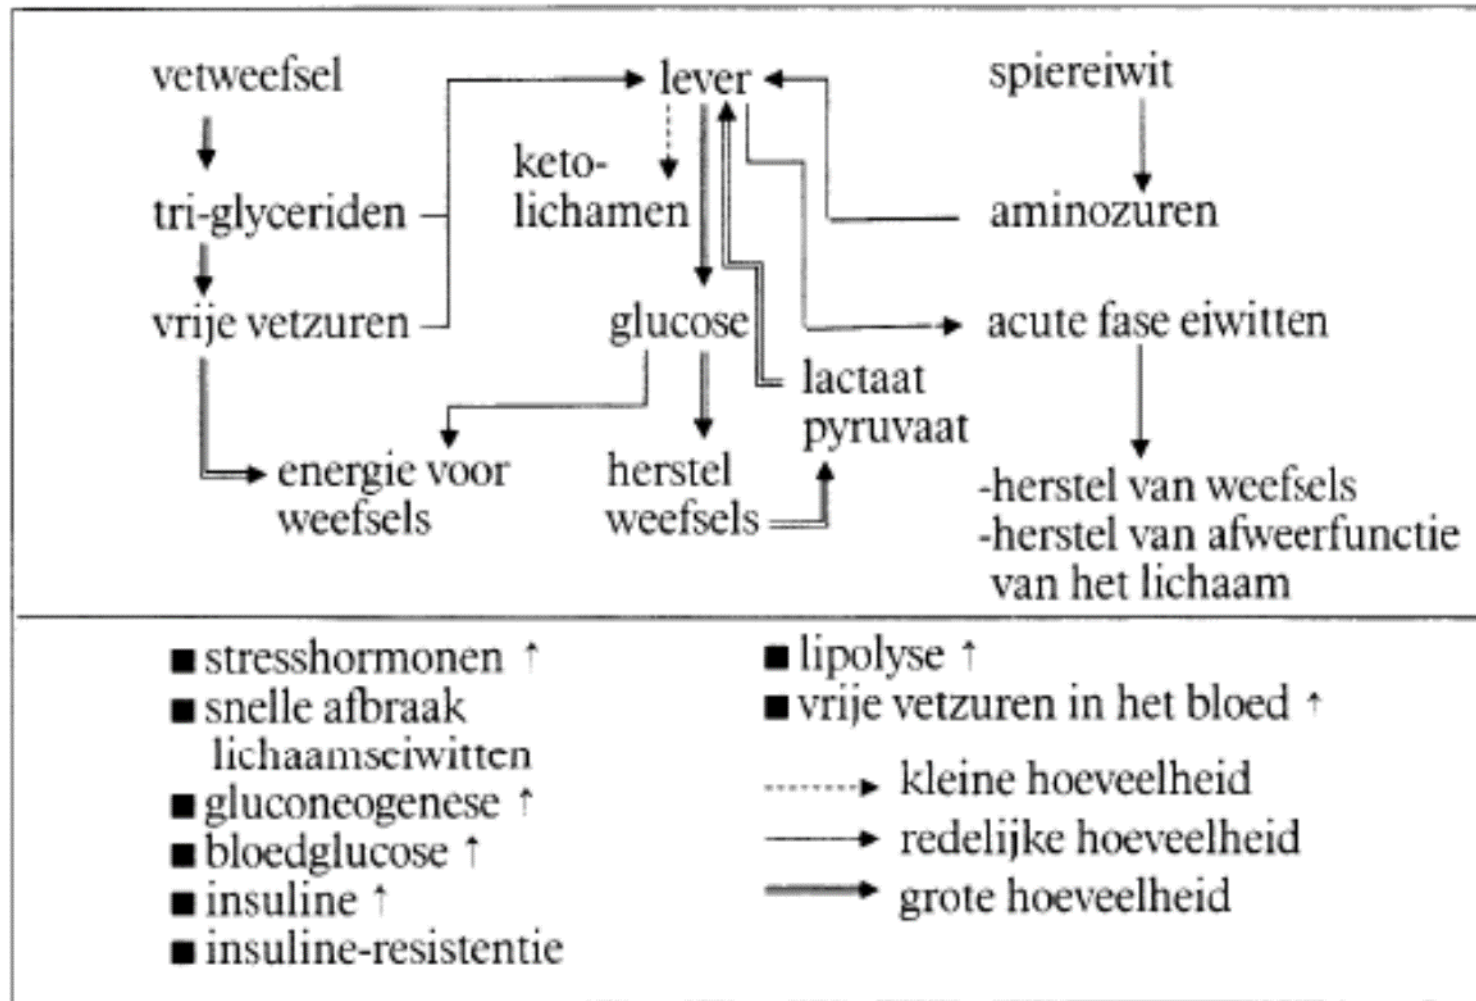 vetweefsel
lever
spiereiwit
keto-
lichamen
tri-glyceriden
aminozuren
vrije vetzuren
glucose
acute fase eiwitten
lactaat
pyruvaat
energie voor
weefsels
herstel
weefsels
-herstel van weefsels
-herstel van afweerfunctie
van het lichaam
■ stresshormonen ↑
■ snelle afbraak
lichaamseiwitten
■ gluconeogenese ↑
■ bloedglucose ↑
■ insuline ↑
■ insuline-resistentie
■ lipolyse ↑
■ vrije vetzuren in het bloed ↑
kleine hoeveelheid
redelijke hoeveelheid
grote hoeveelheid